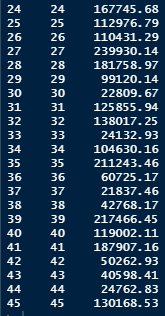 24 24 167745.68
25 25 112976.79
26 26 110431.29
27 27 239930.14
28 28 181758.97
29 29 99120.14
30 30 22809.67
31 31 125855.94
32 32 138017.25
33 33 24132.93
34 34 104630.16
35 35 211243.46
36 36 60725.17
37 37 21837.46
38 38 42768.17
39 39 217466.45
40 40 119002.11
41 41 187907.16
42 42 50262.93
43 43 40598.41
44 44 24762.83
45 45 130168.53